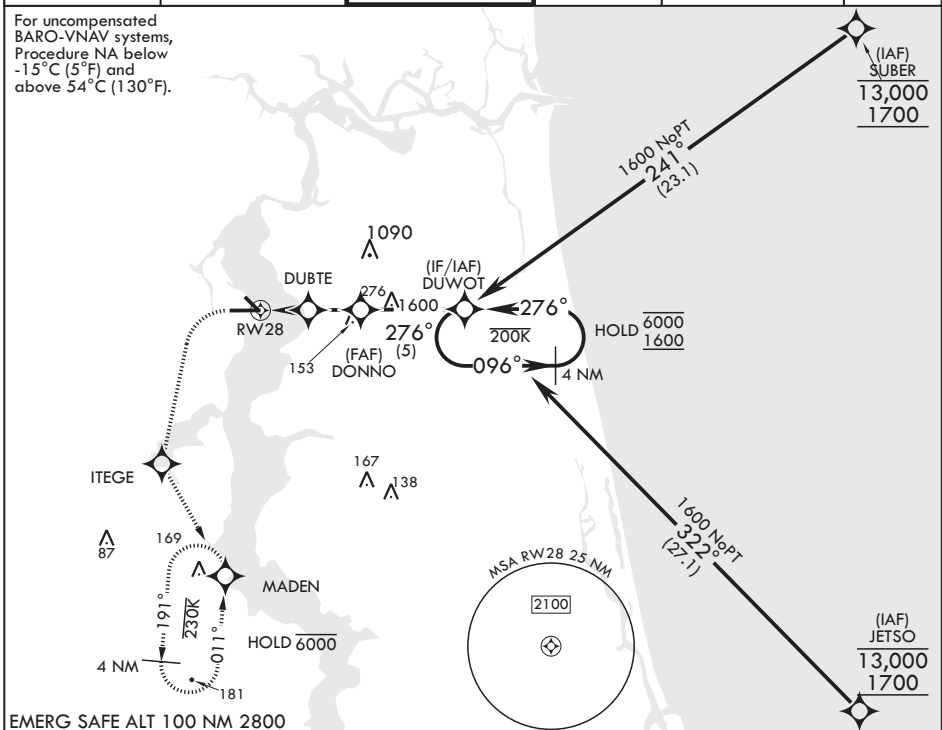 For uncompensated
BARO-VNAV systems,
Procedure NA below
-15°C (5°F) and
above 54°C (130°F).
(IAF)
SUBER
13,000
1700
1600 NoPT
241°
(23.1)
1090
DUBTE
276
1600
(IF/IAF)
DUWOT
276°
RW28
153
(FAF)
DONNO
276°
(5)
200K
096°
4 NM
HOLD 6000
1600
ITEGE
167
138
87
169
MADEN
191°
230K
011°
HOLD 6000
4 NM
181
1600 NoPT
322°
(27.1)
MSA RW28 25 NM
2100
(IAF)
JETSO
13,000
1700
EMERG SAFE ALT 100 NM 2800